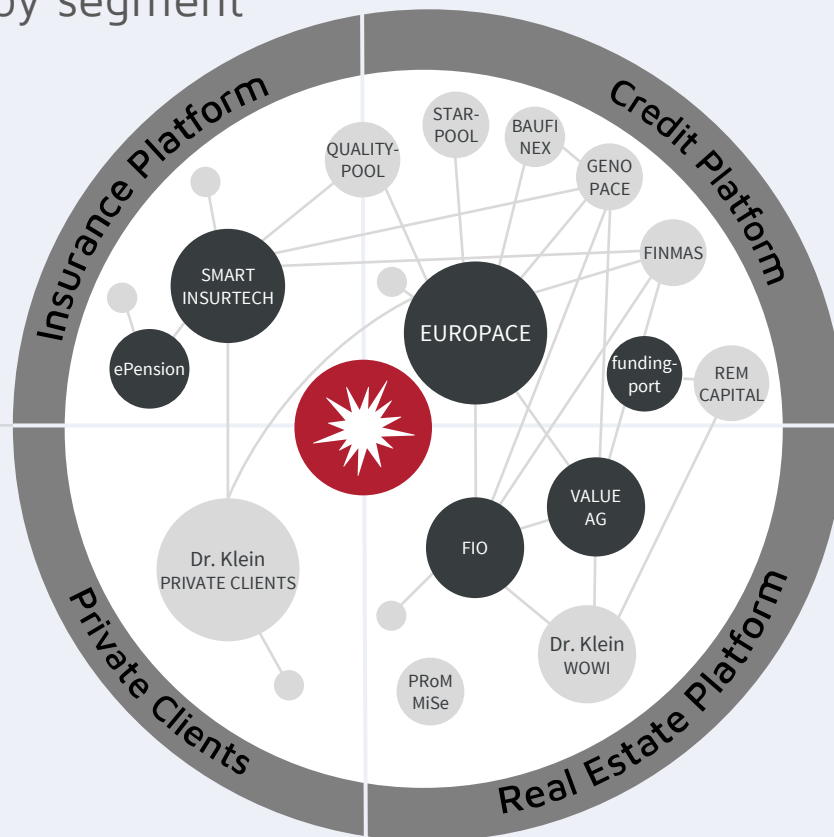 by segment
Insurance Platform
Credit Platform
STAR-
POOL
BAUFI
NEX
QUALITY-
POOL
GENO
PACE
FINMAS
SMART
INSURTECH
EUROPACE
ePension
funding-
port
REM
CAPITAL
VALUE
AG
FIO
Dr. Klein
PRIVATE CLIENTS
Dr. Klein
WOWI
PRoM
MiSe
Private Clients
Real Estate Platform